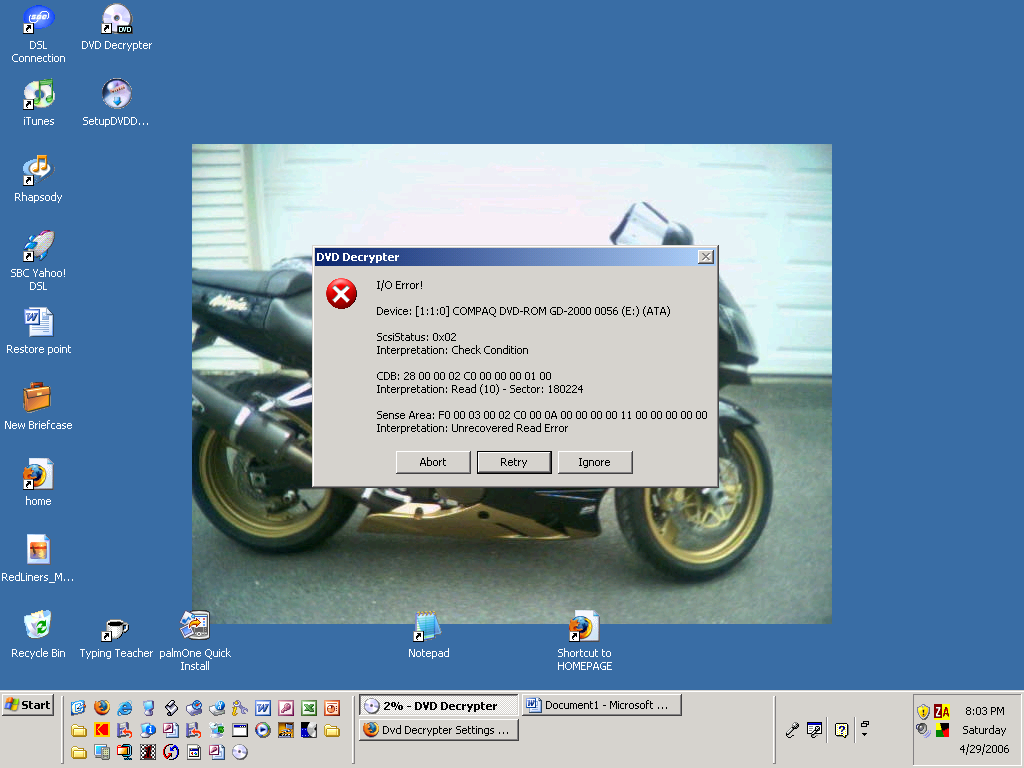 DSL
Connection
DVD
DVD Decrypter
iTunes
SetupDVDD...
Rhapsody
SBC Yahoo!
DSL
Restore point
New Briefcase
home
RedLiners_M...
Recycle Bin
Typing Teacher
palmOne Quick
Install
Notepad
Shortcut to
HOMEPAGE
Ninja
DVD Decrypter
I/O Error!
Device: [1:1:0] COMPAQ DVD-ROM GD-2000 0056 (E:) (ATA)
ScsiStatus: 0x02
Interpretation: Check Condition
CDB: 28 00 00 02 C0 00 00 00 01 00
Interpretation: Read (10) - Sector: 180224
Sense Area: F0 00 03 00 02 C0 00 0A 00 00 00 00 11 00 00 00 00 00
Interpretation: Unrecovered Read Error
Abort
Retry
Ignore
Start
2% - DVD Decrypter
Document1 - Microsoft ...
Dvd Decrypter Settings ...
ZA
8:03 PM
Saturday
4/29/2006